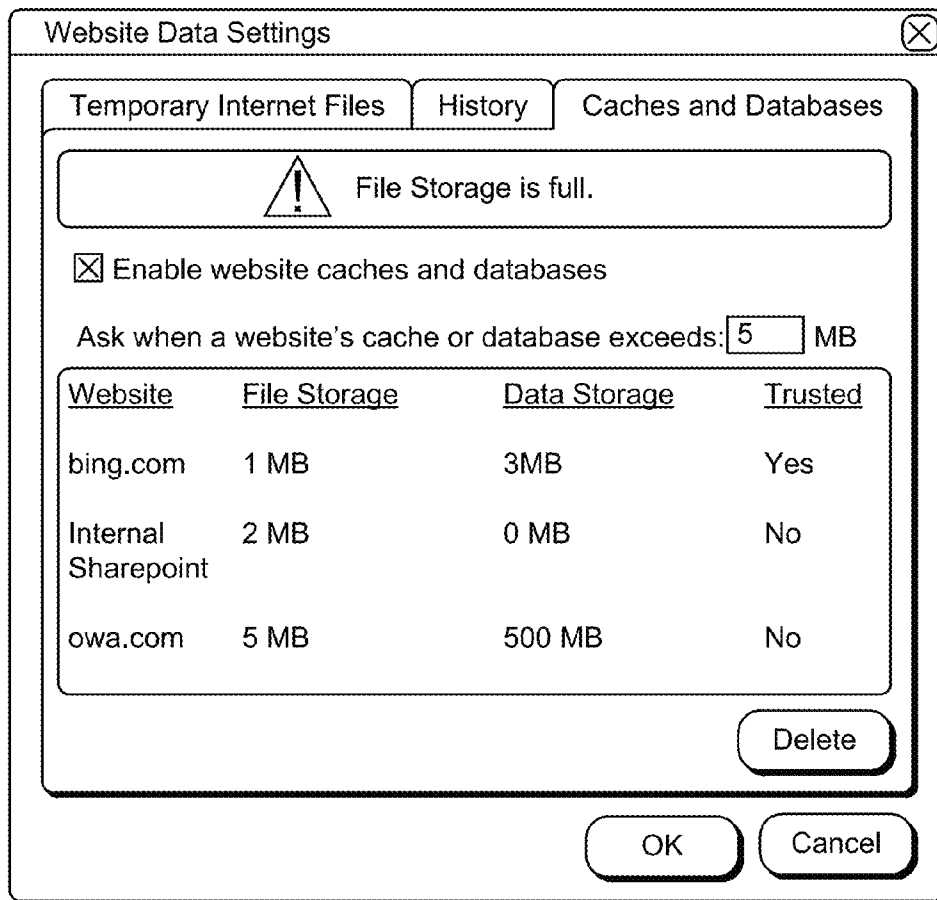 Website Data Settings
Temporary Internet Files History Caches and Databases
File Storage is full.
Enable website caches and databases
Ask when a website's cache or database exceeds: 5 MB
Website File Storage Data Storage Trusted
bing.com 1 MB 3MB Yes
Internal 2 MB 0 MB No
Sharepoint
owa.com 5 MB 500 MB No
Delete
OK Cancel